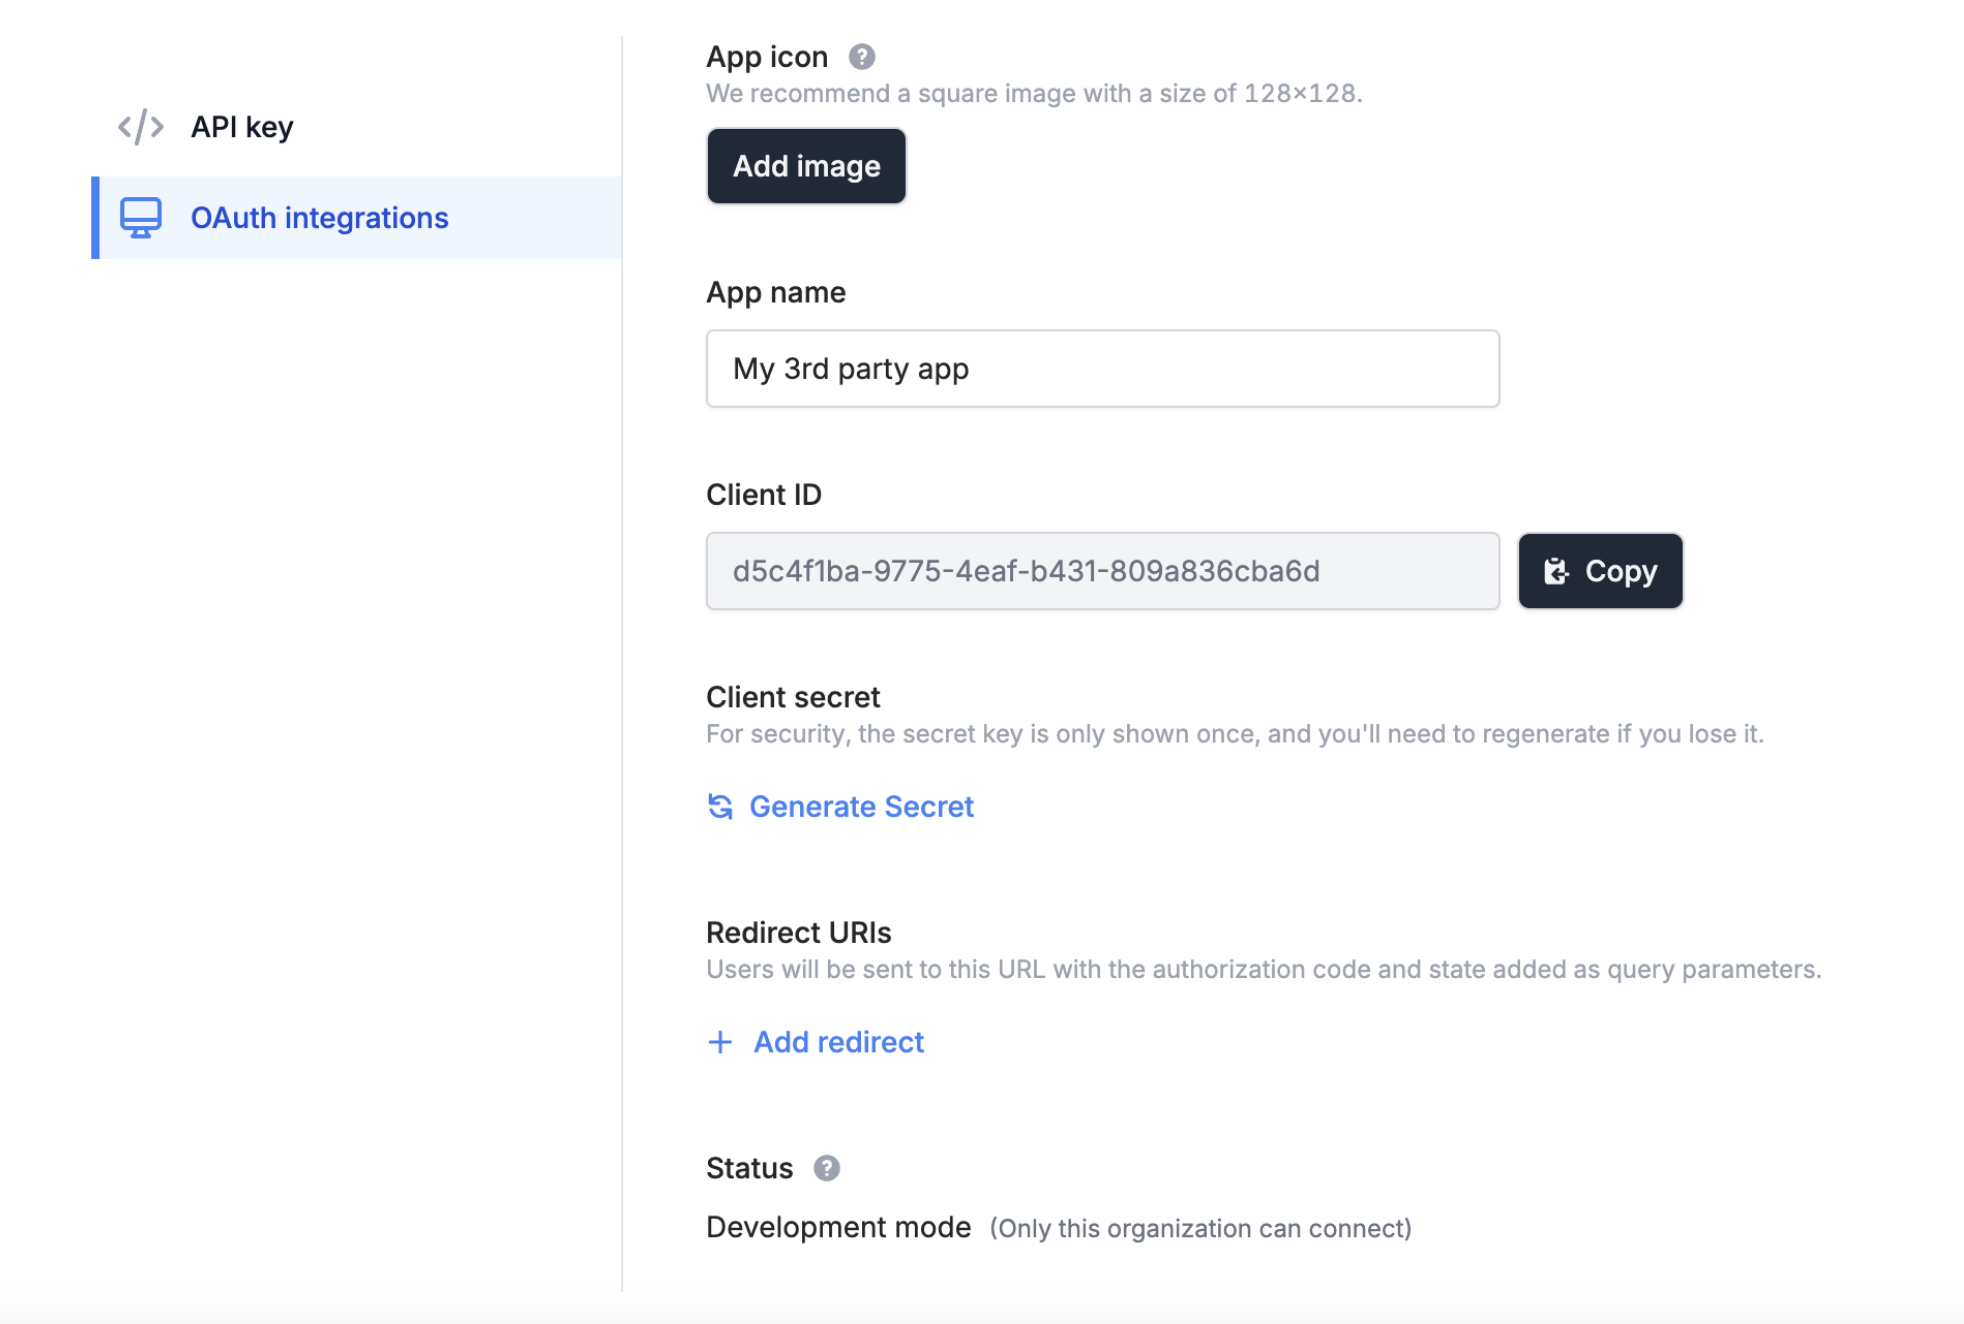 API key
OAuth integrations
App icon
We recommend a square image with a size of 128×128.
Add image
App name
My 3rd party app
Client ID
d5c4f1ba-9775-4eaf-b431-809a836cba6d
Copy
Client secret
For security, the secret key is only shown once, and you'll need to regenerate if you lose it.
Generate Secret
Redirect URIs
Users will be sent to this URL with the authorization code and state added as query parameters.
+ Add redirect
Status
Development mode (Only this organization can connect)